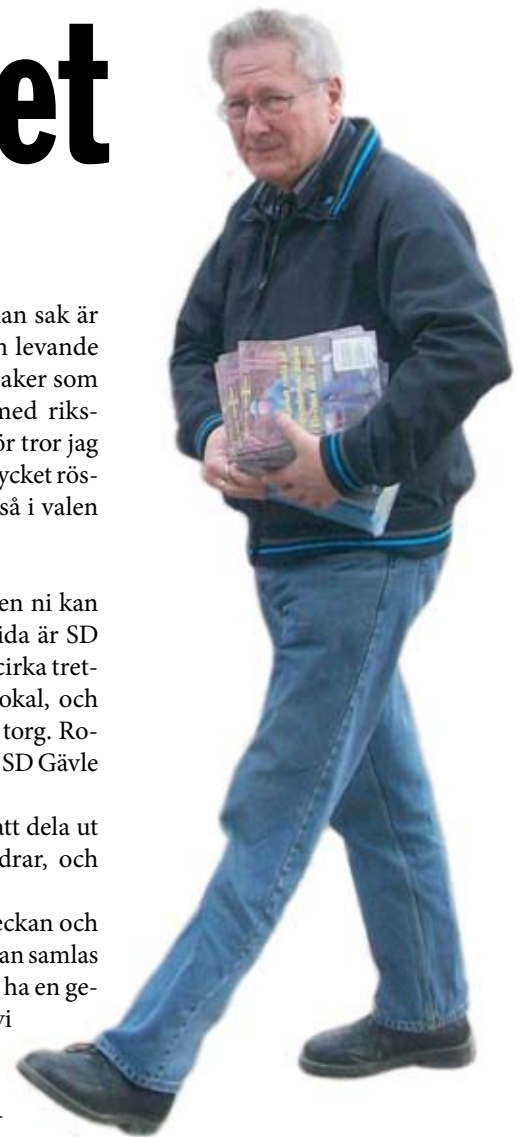 et
an sak är
n levande
aker som
med riks-
ör tror jag
ycket rös-
så i valen
en ni kan
ida är SD
cirka tret-
okal, och
torg. Ro-
SD Gävle
att dela ut
drar, och
eckan och
an samlas
ha en ge-
vi